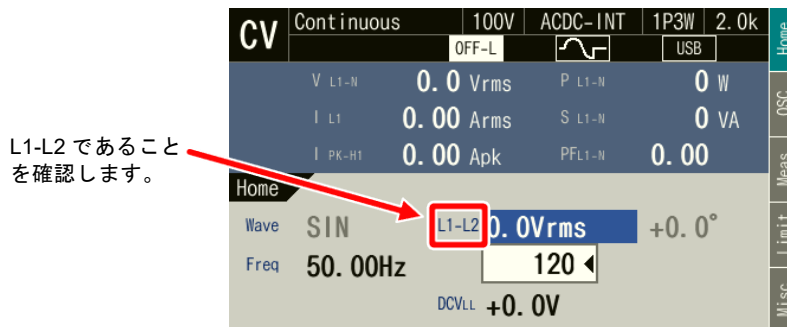 CV Continuous 100V ACDC-INT 1P3W 2.0k
OFF-L USB
V L1-N 0.0 Vrms P L1-N 0 W
I L1 0.00 Arms S L1-N 0 VA
I PK-H1 0.00 Apk PFL1-N 0.00
L1-L2 であること
を確認します。
Home
Wave SIN L1-L2 0.0Vrms +0.0°
Freq 50.00Hz 120
DCVLL +0.0V
Home
OSC
Meas
Limit
Misc